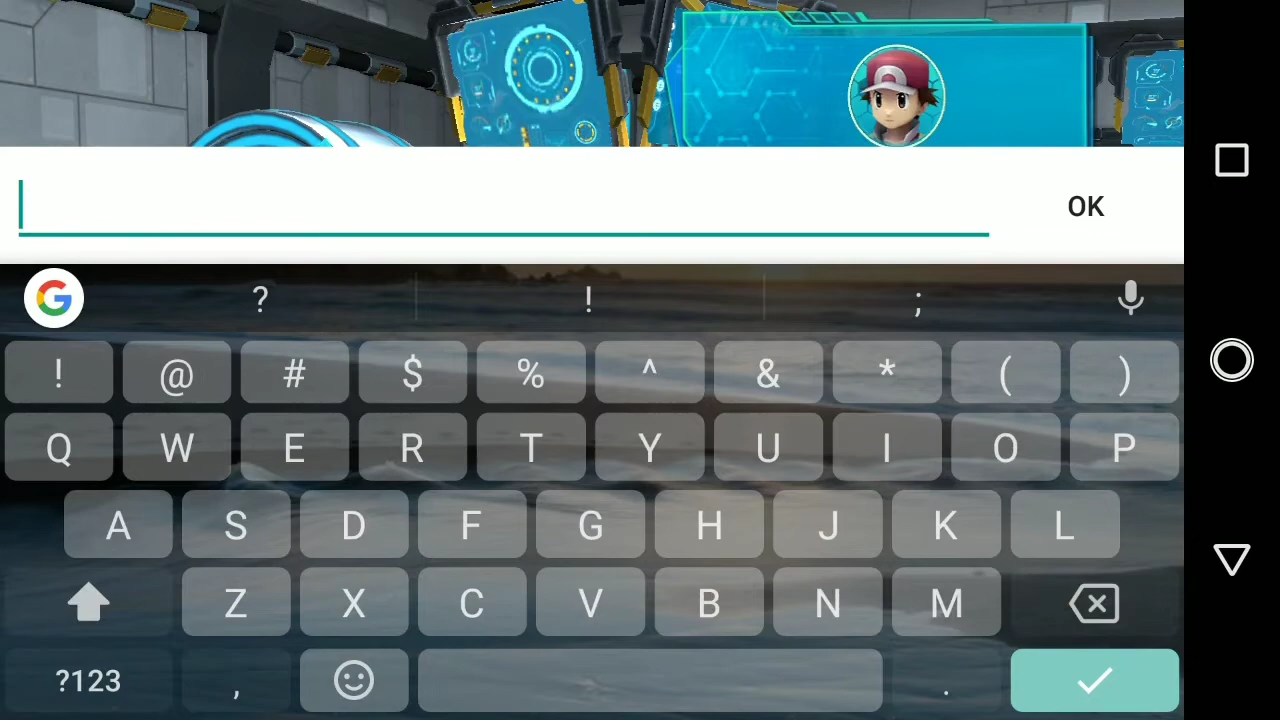 OK
? ! ;
! @ # $ % ^ & * ( )
Q W E R T Y U I O P
A S D F G H J K L
Z X C V B N M
?123 , .